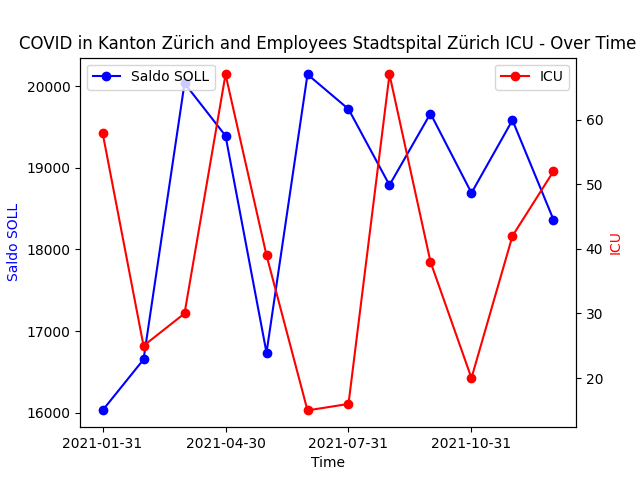 COVID in Kanton Zürich and Employees Stadtspital Zürich ICU - Over Time
Saldo SOLL
ICU
20000
19000
18000
17000
16000
Saldo SOLL
60
50
40
30
20
ICU
2021-01-31
2021-04-30
2021-07-31
2021-10-31
Time